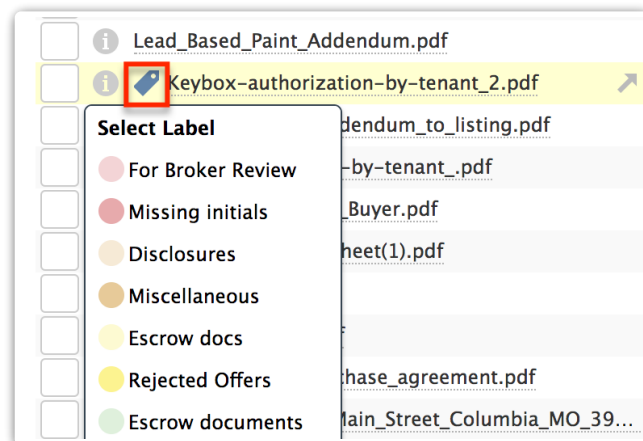 Lead_Based_Paint_Addendum.pdf
Keybox-authorization-by-tenant_2.pdf
Select Label
dendum_to_listing.pdf
For Broker Review
-by-tenant_.pdf
Missing initials
_Buyer.pdf
Disclosures
heet(1).pdf
Miscellaneous
Escrow docs
Rejected Offers
chase_agreement.pdf
Escrow documents
Main_Street_Columbia_MO_39...